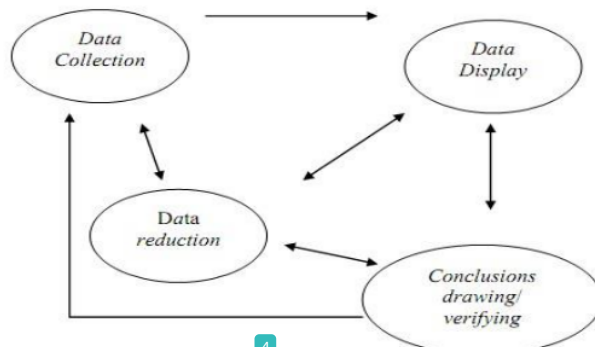 Data
Collection
Data
Display
Data
reduction
Conclusions
drawing/
verifying
4